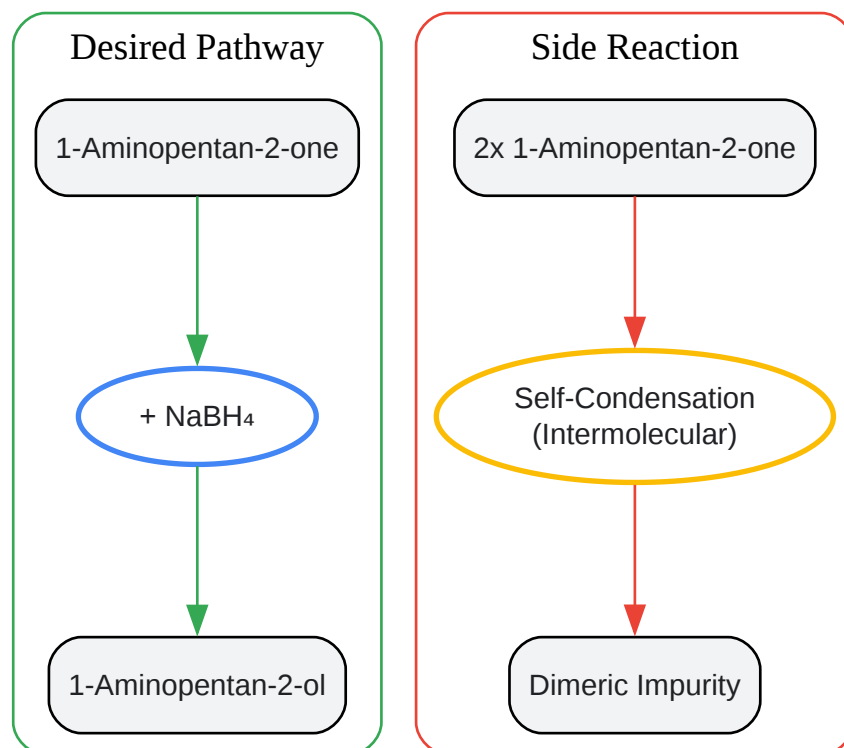 Desired Pathway
1-Aminopentan-2-one
+ NaBH₄
1-Aminopentan-2-ol
Side Reaction
2x 1-Aminopentan-2-one
Self-Condensation
(Intermolecular)
Dimeric Impurity